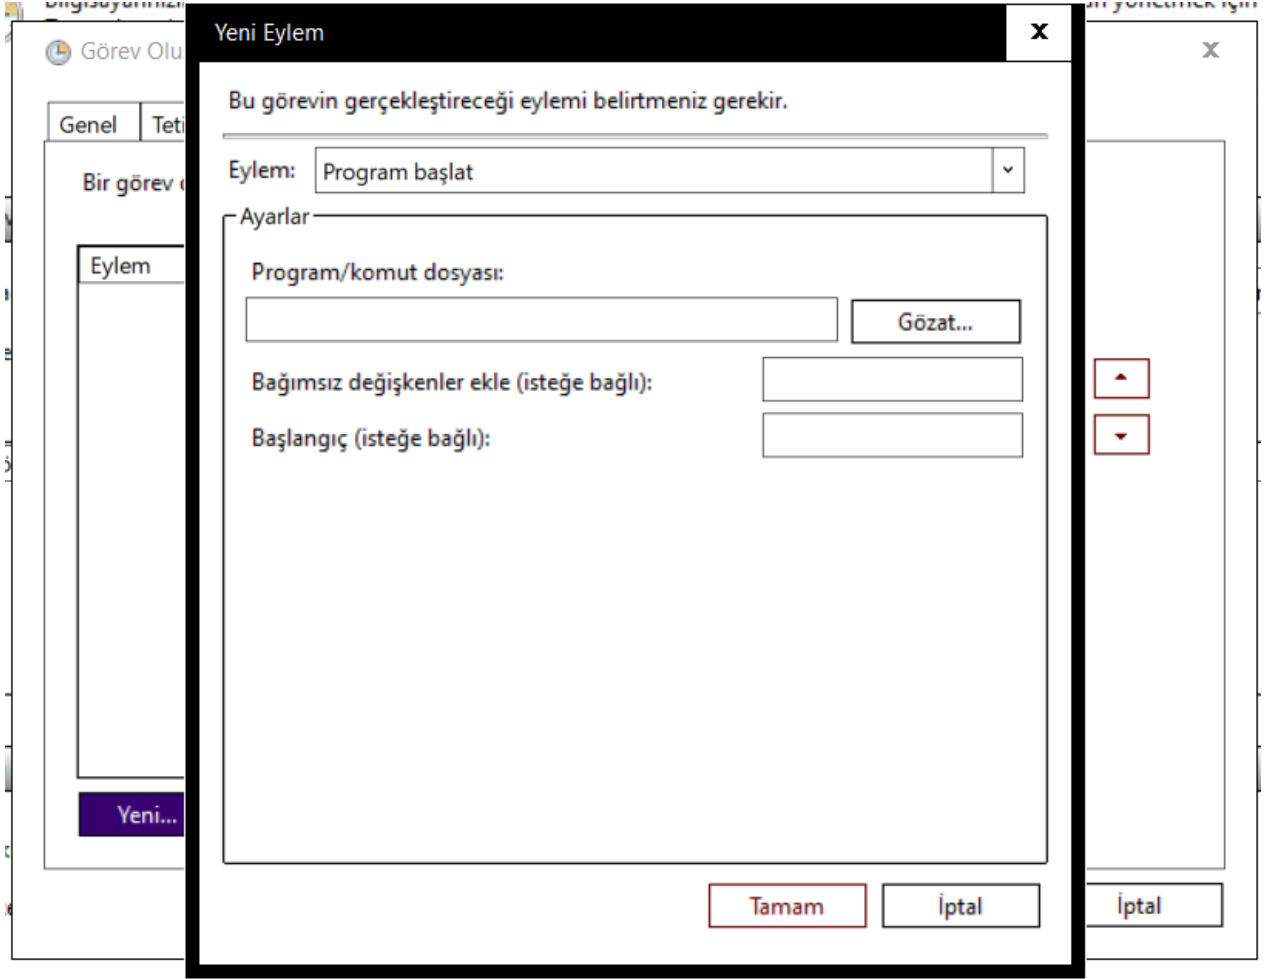 Yeni Eylem
x
Görev Olu
x
Bu görevin gerçekleştireceği eylemi belirtmeniz gerekir.
Genel
Eylem:
Program başlat
Bir görev
Ayarlar
Eylem
Program/komut dosyası:
Gözat...
Bağımsız değişkenler ekle (isteğe bağlı):
Başlangıç (isteğe bağlı):
Yeni...
Tamam
İptal
İptal